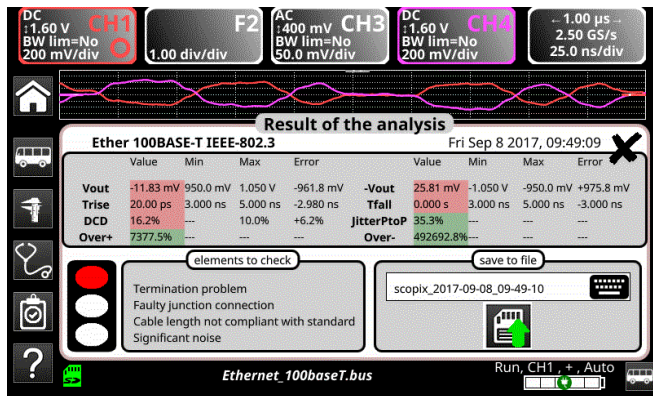 DC CH1
↕1.60 V
BW lim=No
200 mV/div
F2
1.00 div/div
AC CH3
↕400 mV
BW lim=No
50.0 mV/div
DC CH4
↕1.60 V
BW lim=No
200 mV/div
←1.00 µs→
2.50 GS/s
25.0 ns/div
Result of the analysis
Ether 100BASE-T IEEE-802.3 Fri Sep 8 2017, 09:49:09
Value Min Max Error Value Min Max Error
Vout -11.83 mV 950.0 mV 1.050 V -961.8 mV -Vout 25.81 mV -1.050 V -950.0 mV +975.8 mV
Trise 20.00 ps 3.000 ns 5.000 ns -2.980 ns Tfall 0.000 s 3.000 ns 5.000 ns -3.000 ns
DCD 16.2% --- 10.0% +6.2% JitterPtoP 35.3% --- --- ---
Over+ 7377.5% --- --- --- Over- 492692.8% --- --- ---
elements to check
Termination problem
Faulty junction connection
Cable length not compliant with standard
Significant noise
save to file
scopix_2017-09-08_09-49-10
?
Ethernet_100baseT.bus
Run, CH1 , + , Auto